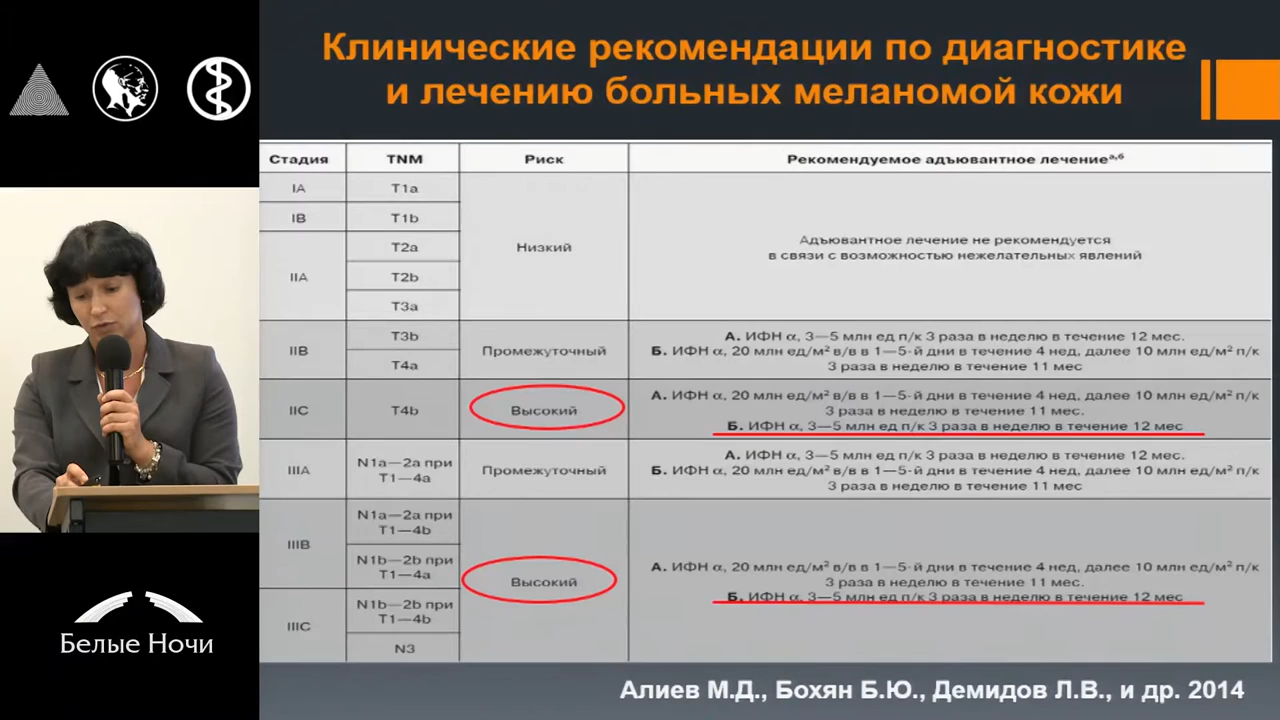 Клинические рекомендации по диагностике
и лечению больных меланомой кожи
Стадия TNM Риск Рекомендуемое адъювантное леченияᵃ,ᵇ
IA T1a
IB T1b
IIA
T2a
T2b
T3a
Низкий
Адъювантное лечение не рекомендуется
в связи с возможностью нежелательных явлений
IIB
T3b
T4a
Промежуточный
А. ИФН α, 3—5 млн ед п/к 3 раза в неделю в течение 12 мес.
Б. ИФН α, 20 млн ед/м² в/в в 1—5-й дни в течение 4 нед, далее 10 млн ед/м² п/к
3 раза в неделю в течение 11 мес
IIC T4b Высокий
А. ИФН α, 20 млн ед/м² в/в в 1—5-й дни в течение 4 нед, далее 10 млн ед/м² п/к
3 раза в неделю в течение 11 мес.
Б. ИФН α, 3—5 млн ед п/к 3 раза в неделю в течение 12 мес
IIIA
N1a—2a при
T1—4a
Промежуточный
А. ИФН α, 3—5 млн ед п/к 3 раза в неделю в течение 12 мес.
Б. ИФН α, 20 млн ед/м² в/в в 1—5-й дни в течение 4 нед, далее 10 млн ед/м² п/к
3 раза в неделю в течение 11 мес
IIIB
N1a—2a при
T1—4b
N1b—2b при
T1—4a
IIIC
N1b—2b при
T1—4b
N3
Высокий
А. ИФН α, 20 млн ед/м² в/в в 1—5-й дни в течение 4 нед, далее 10 млн ед/м² п/к
3 раза в неделю в течение 11 мес.
Б. ИФН α, 3—5 млн ед п/к 3 раза в неделю в течение 12 мес
Белые Ночи
Алиев М.Д., Бохян Б.Ю., Демидов Л.В., и др. 2014